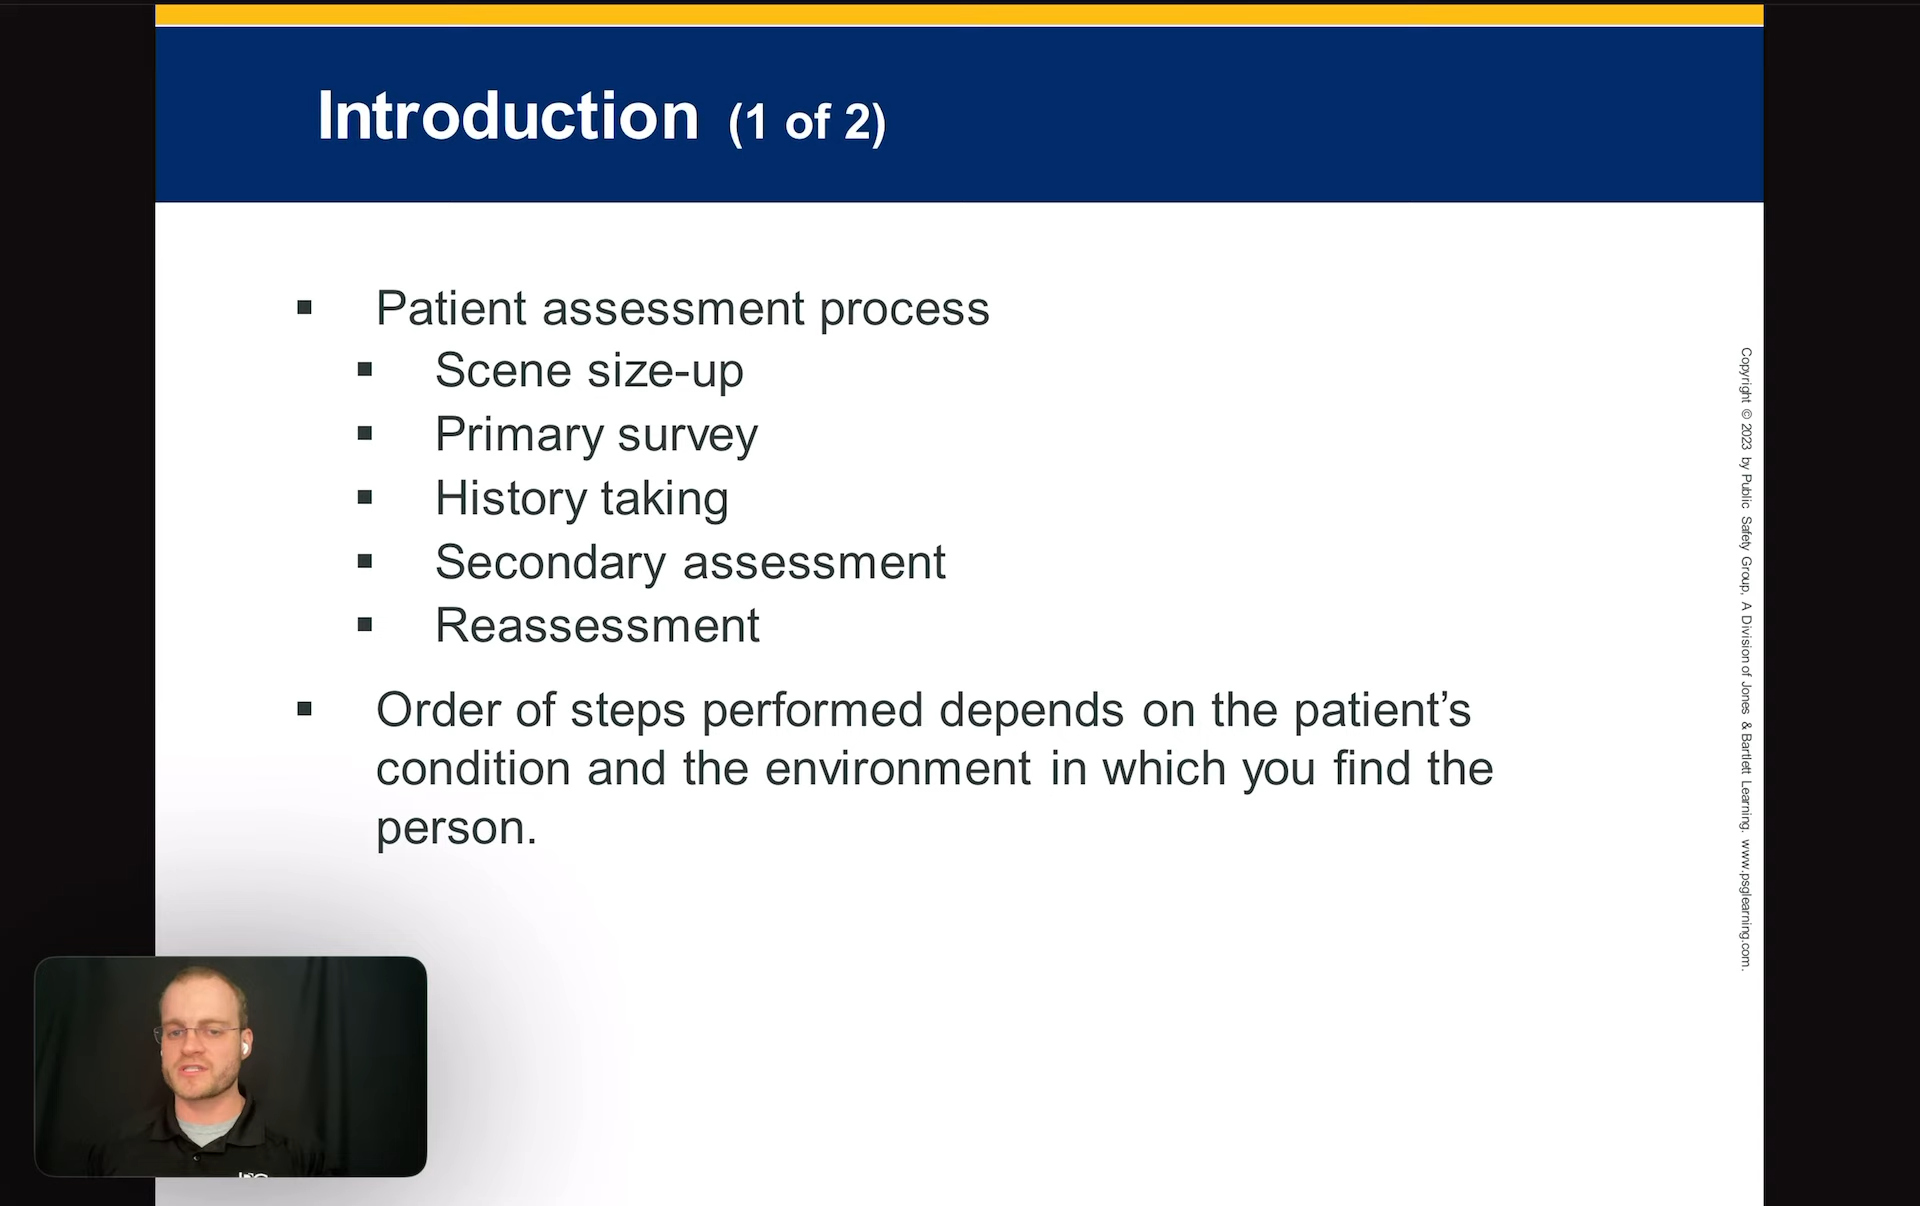 Introduction (1 of 2)
Patient assessment process
Scene size-up
Primary survey
History taking
Secondary assessment
Reassessment
Order of steps performed depends on the patient’s
condition and the environment in which you find the
person.
Copyright © 2023 by Public Safety Group, A Division of Jones & Bartlett Learning. www.psglearning.com.